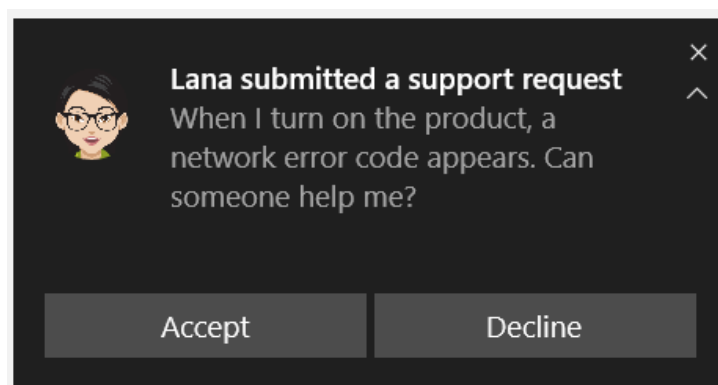 Lana submitted a support request
When I turn on the product, a
network error code appears. Can
someone help me?
Accept
Decline